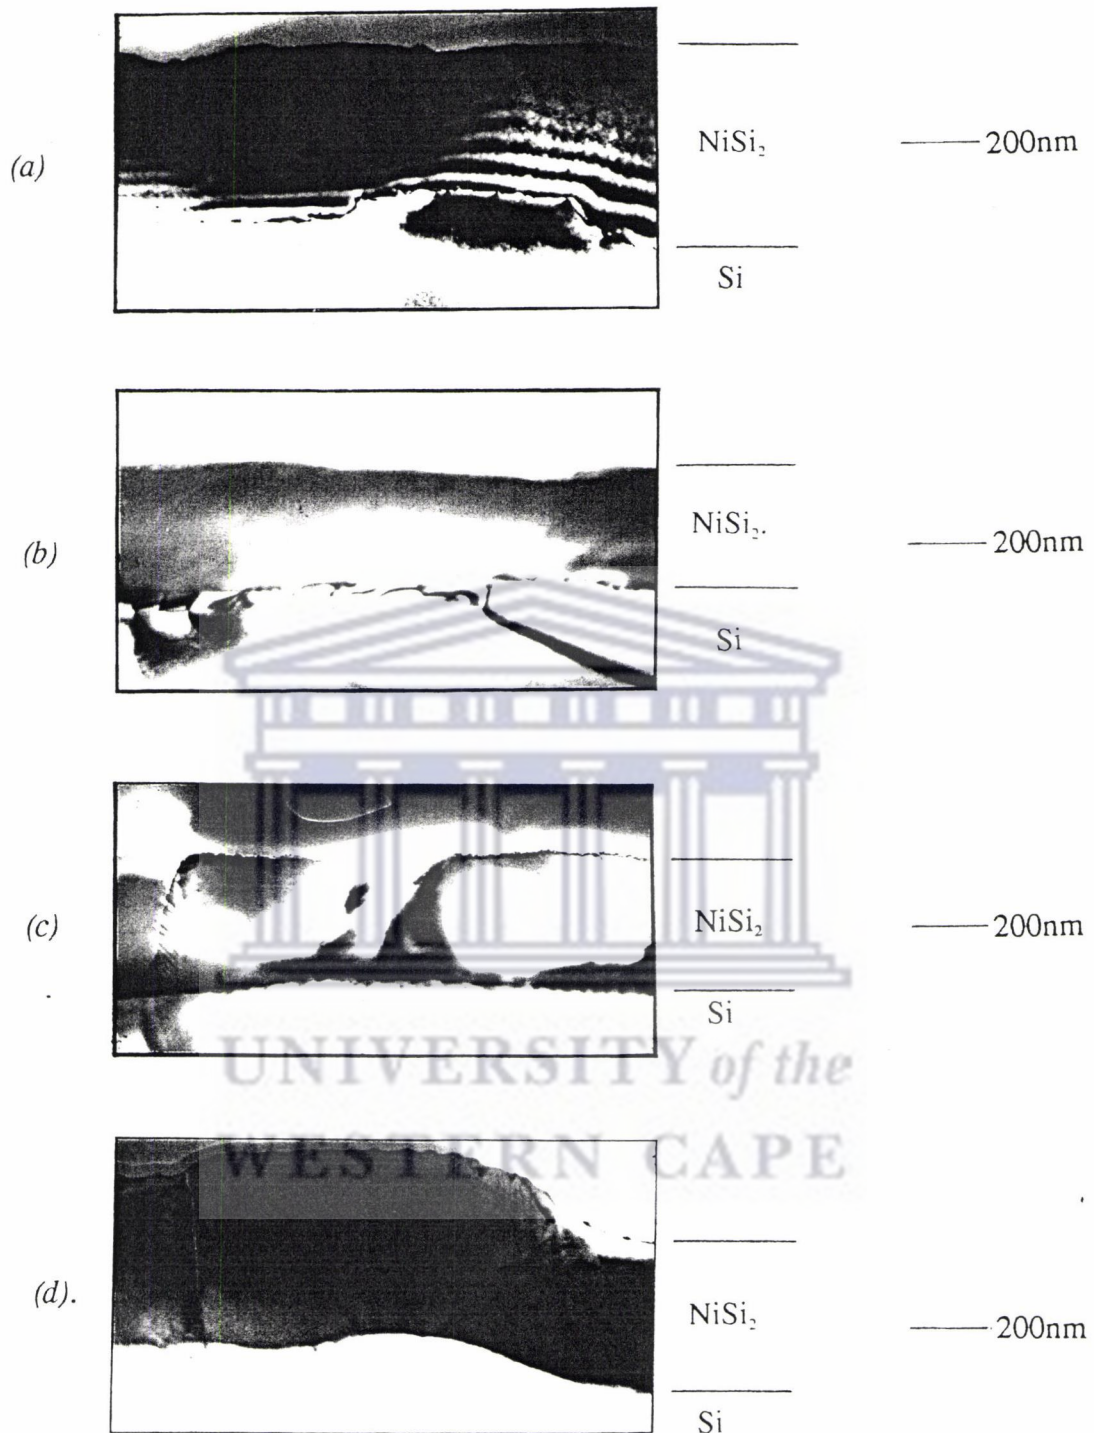 (a)
NiSi₂
200nm
Si
(b)
NiSi₂.
200nm
Si
(c)
NiSi₂
200nm
Si
UNIVERSITY of the
WESTERN CAPE
(d).
NiSi₂
200nm
Si